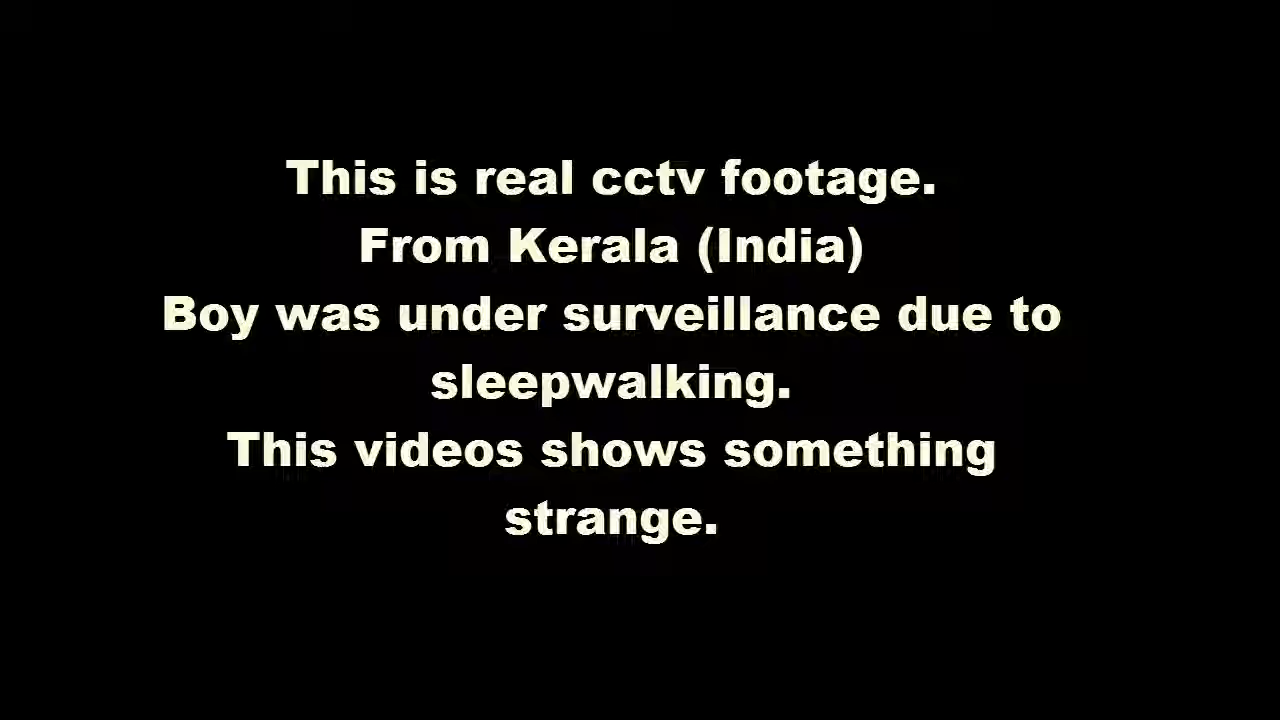 This is real cctv footage.
From Kerala (India)
Boy was under surveillance due to
sleepwalking.
This videos shows something
strange.